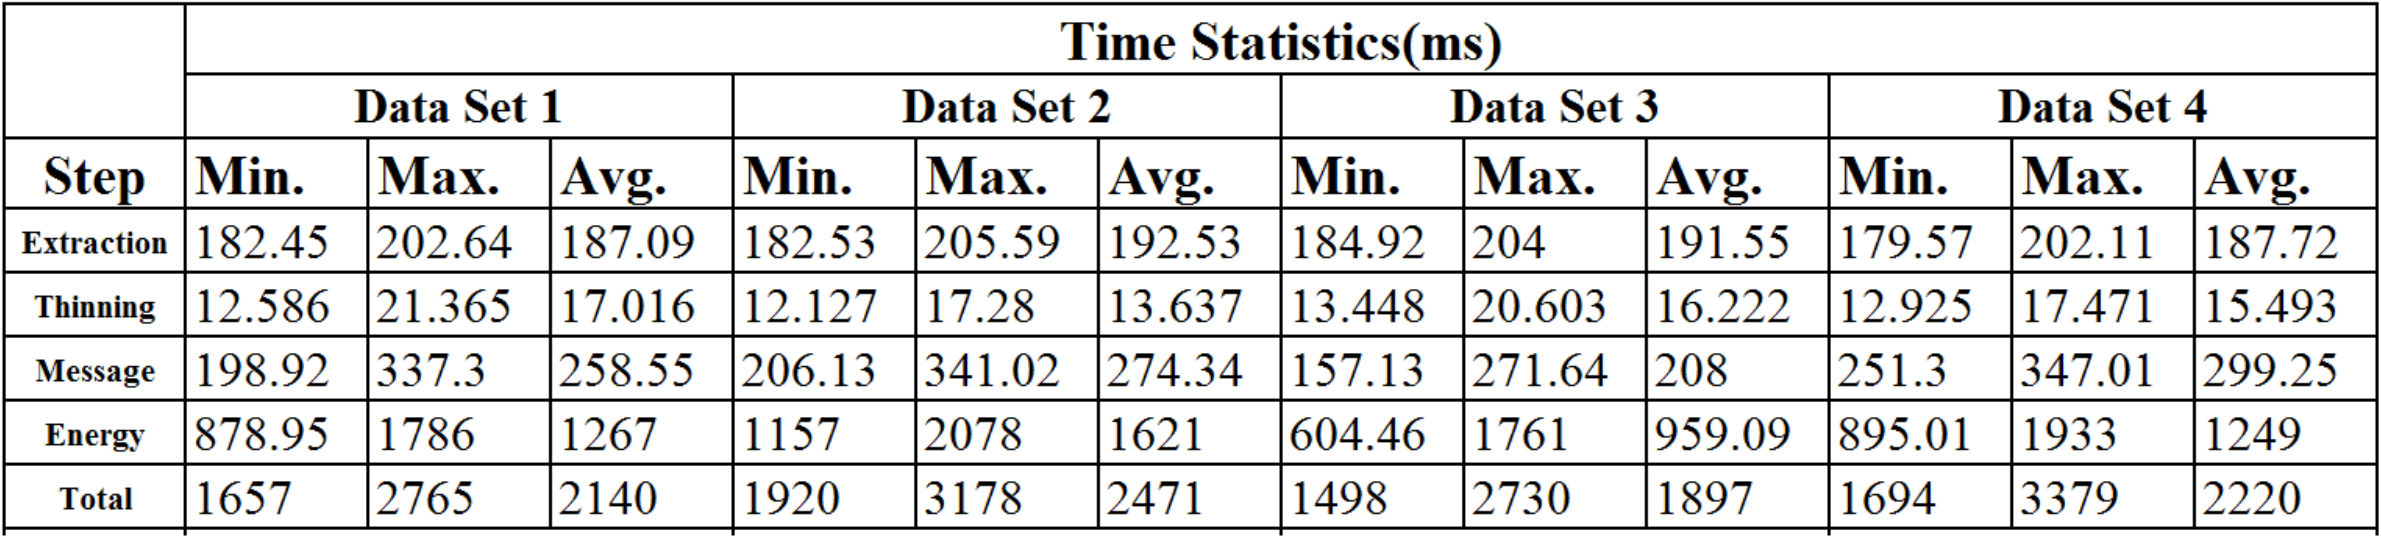 Time Statistics(ms)
Data Set 1 Data Set 2 Data Set 3 Data Set 4
Step Min. Max. Avg. Min. Max. Avg. Min. Max. Avg. Min. Max. Avg.
Extraction 182.45 202.64 187.09 182.53 205.59 192.53 184.92 204 191.55 179.57 202.11 187.72
Thinning 12.586 21.365 17.016 12.127 17.28 13.637 13.448 20.603 16.222 12.925 17.471 15.493
Message 198.92 337.3 258.55 206.13 341.02 274.34 157.13 271.64 208 251.3 347.01 299.25
Energy 878.95 1786 1267 1157 2078 1621 604.46 1761 959.09 895.01 1933 1249
Total 1657 2765 2140 1920 3178 2471 1498 2730 1897 1694 3379 2220